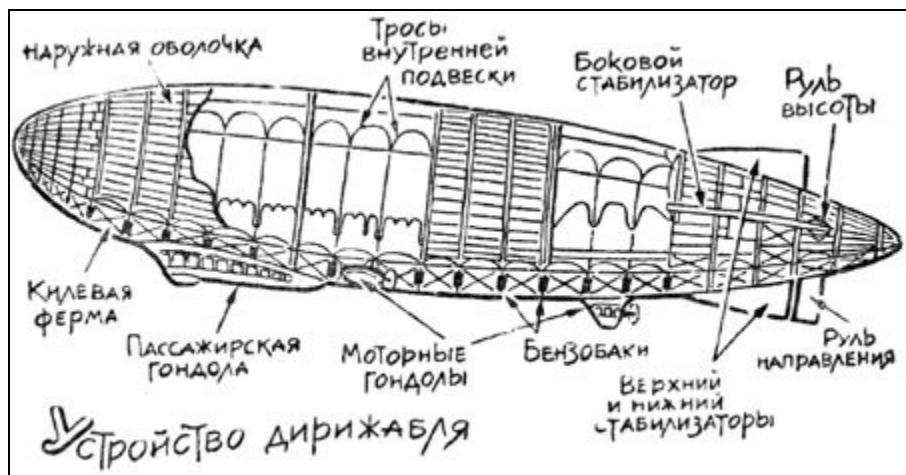 Наружная оболочка
Тросы
внутренней
подвески
Боковой
стабилизатор
Руль
высоты
Килевая
ферма
Пассажирская
гондола
Моторные
гондолы
Бензобаки
Верхний
и нижний
стабилизаторы
Руль
направления
Устройство дирижабля